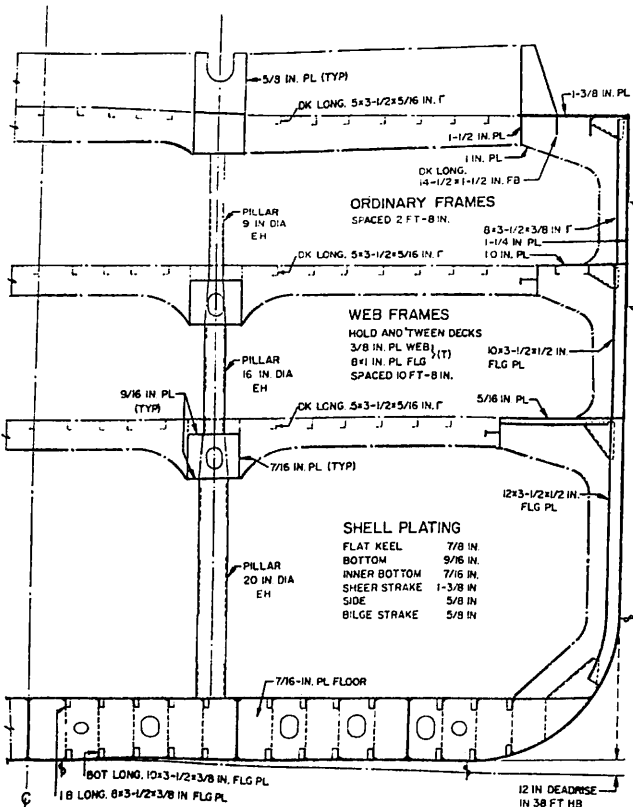 5/8 IN. PL (TYP)
1-3/8 IN. PL
DK LONG. 5×3-1/2×5/16 IN. Γ
1-1/2 IN. PL
1 IN. PL
DK LONG.
14-1/2×1-1/2 IN. FB
ORDINARY FRAMES
SPACED 2 FT-8 IN.
PILLAR
9 IN DIA
EH
8×3-1/2×3/8 IN Γ
1-1/4 IN PL
1.0 IN. PL
DK LONG. 5×3-1/2×5/16 IN. Γ
WEB FRAMES
HOLD AND 'TWEEN DECKS
3/8 IN. PL WEB
8×1 IN. PL FLG } (T)
SPACED 10 FT-8 IN.
PILLAR
16 IN DIA
EH
10×3-1/2×1/2 IN.
FLG PL
9/16 IN PL
(TYP)
5/16 IN PL
DK LONG. 5×3-1/2×5/16 IN. Γ
7/16 IN. PL (TYP)
12×3-1/2×1/2 IN.
FLG PL
SHELL PLATING
FLAT KEEL 7/8 IN.
BOTTOM 9/16 IN.
INNER BOTTOM 7/16 IN.
SHEER STRAKE 1-3/8 IN
SIDE 5/8 IN
BILGE STRAKE 5/8 IN
PILLAR
20 IN DIA
EH
7/16-IN. PL FLOOR
BOT LONG. 10×3-1/2×3/8 IN. FLG PL
IB LONG. 8×3-1/2×3/8 IN FLG PL
℄
12 IN DEADRISE
IN 38 FT HB